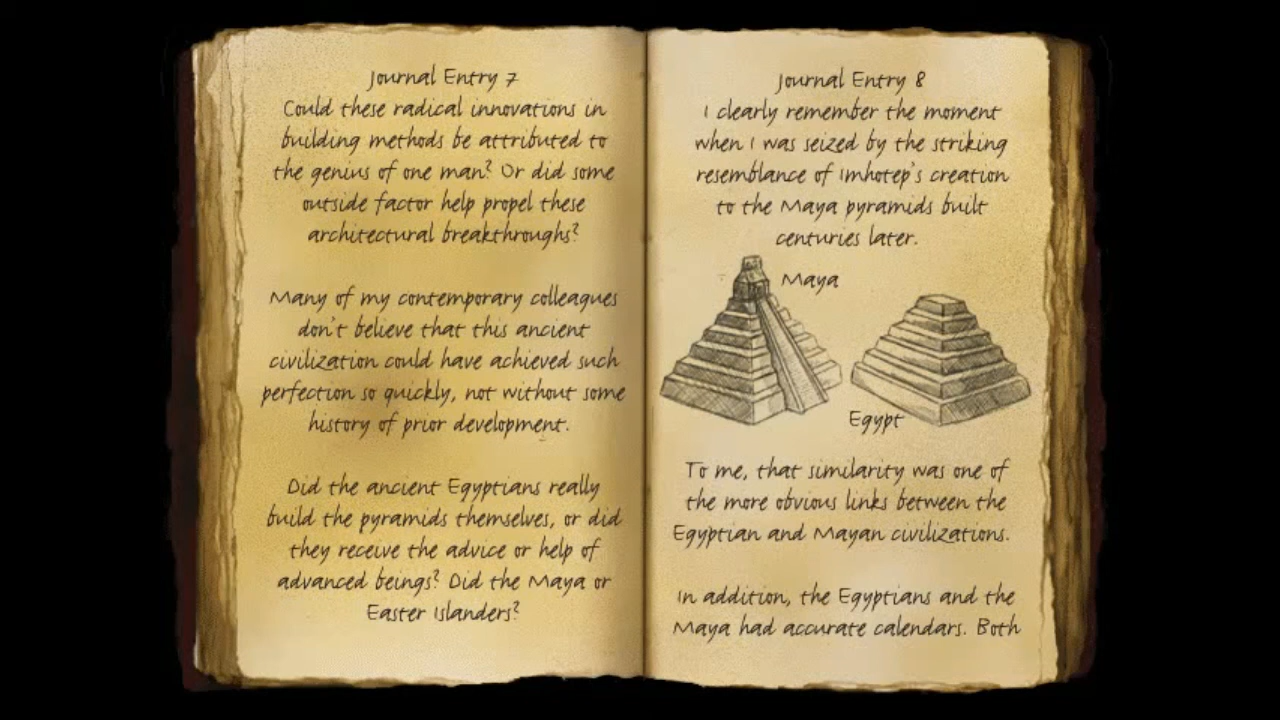 Journal Entry 7
Could these radical innovations in
building methods be attributed to
the genius of one man? Or did some
outside factor help propel these
architectural breakthroughs?
Many of my contemporary colleagues
don't believe that this ancient
civilization could have achieved such
perfection so quickly, not without some
history of prior development.
Did the ancient Egyptians really
build the pyramids themselves, or did
they receive the advice or help of
advanced beings? Did the Maya or
Easter Islanders?
Journal Entry 8
I clearly remember the moment
when I was seized by the striking
resemblance of Imhotep's creation
to the Maya pyramids built
centuries later.
Maya
Egypt
To me, that similarity was one of
the more obvious links between the
Egyptian and Mayan civilizations.
In addition, the Egyptians and the
Maya had accurate calendars. Both